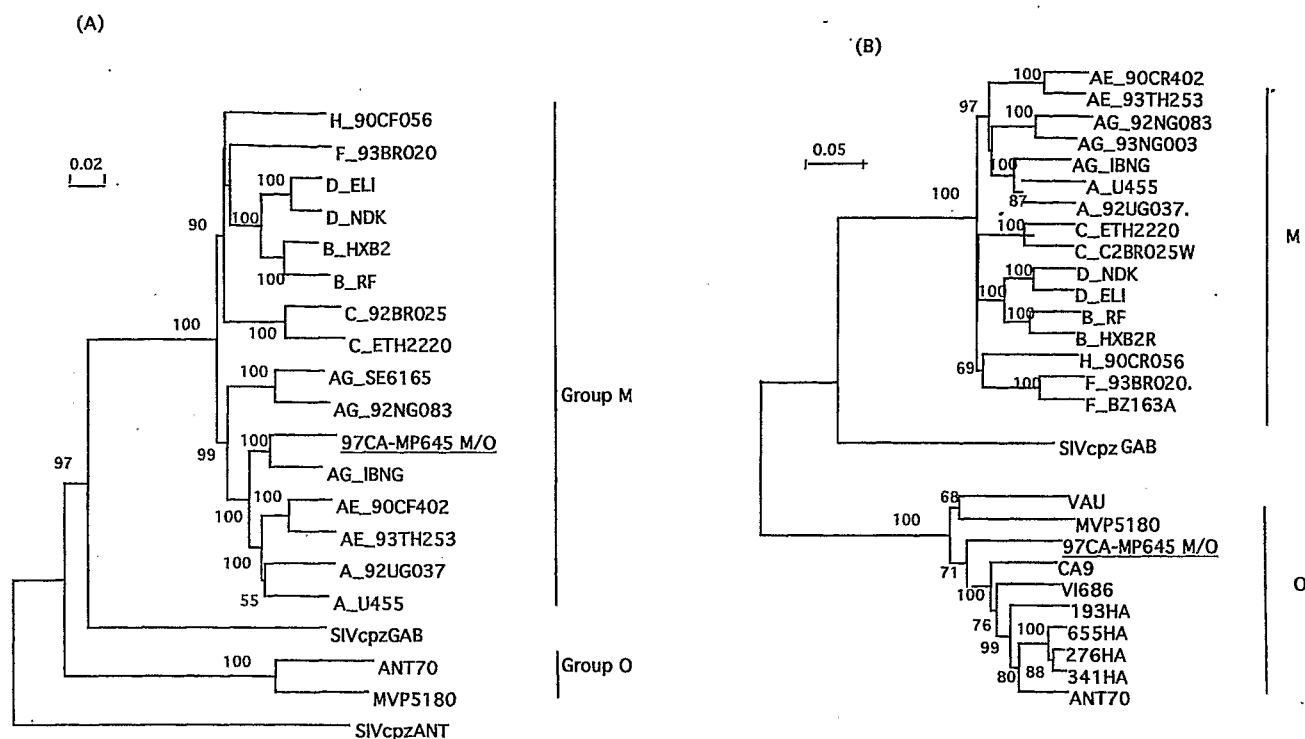 (A)
0.02
H_90CF056
F_93BR020
100
D_ELI
100
D_NDK
90
B_HXB2
100
B_RF
C_92BR025
100
100
C_ETH2220
100
AG_SE6165
AG_92NG083
Group M
100
97CA-MP645 M/O
97
99
AG_IBNG
100
AE_90CF402
100
AE_93TH253
100
A_92UG037
55
A_U455
SIVcpzGAB
100
ANT70
Group O
MVP5180
SIVcpzANT
(B)
0.05
100
AE_90CR402
97
AE_93TH253
100
AG_92NG083
AG_93NG003
100
AG_IBNG
100
A_U455
87
A_92UG037.
100
C_ETH2220
C_C2BR025W
M
100
D_NDK
100
D_ELI
100
B_RF
B_HXB2R
69
H_90CR056
100
F_93BR020.
F_BZ163A
SIVcpzGAB
68
VAU
100
MVP5180
97CA-MP645 M/O
71
CA9
100
VI686
O
76
193HA
99
100
655HA
276HA
80
88
341HA
ANT70